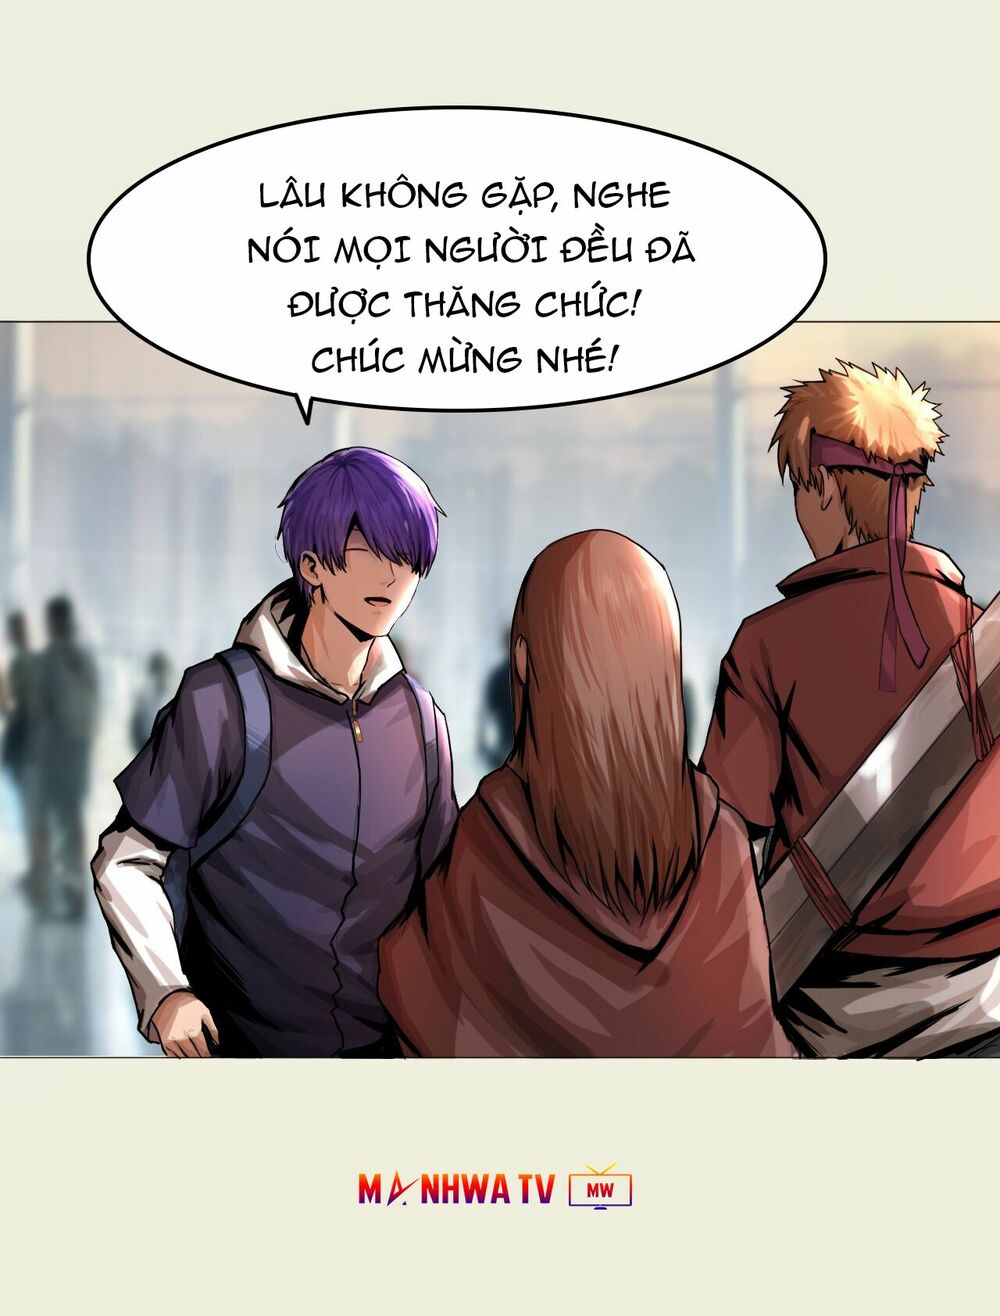 LÂU KHÔNG GẶP, NGHE
NÓI MỌI NGƯỜI ĐỀU ĐÃ
ĐƯỢC THĂNG CHỨC!
CHÚC MỪNG NHÉ!
MANHWA TV MW